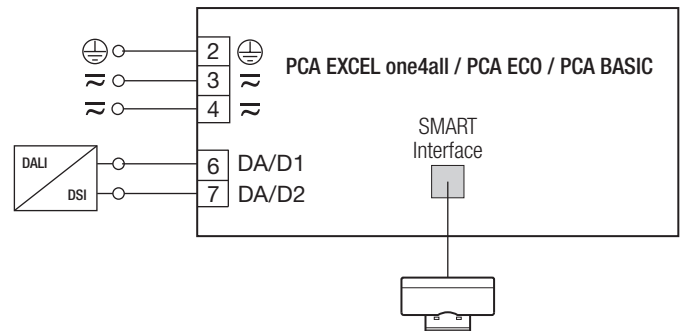 2
PCA EXCEL one4all / PCA ECO / PCA BASIC
3
4
SMART
Interface
DALI
DSI
6 DA/D1
7 DA/D2